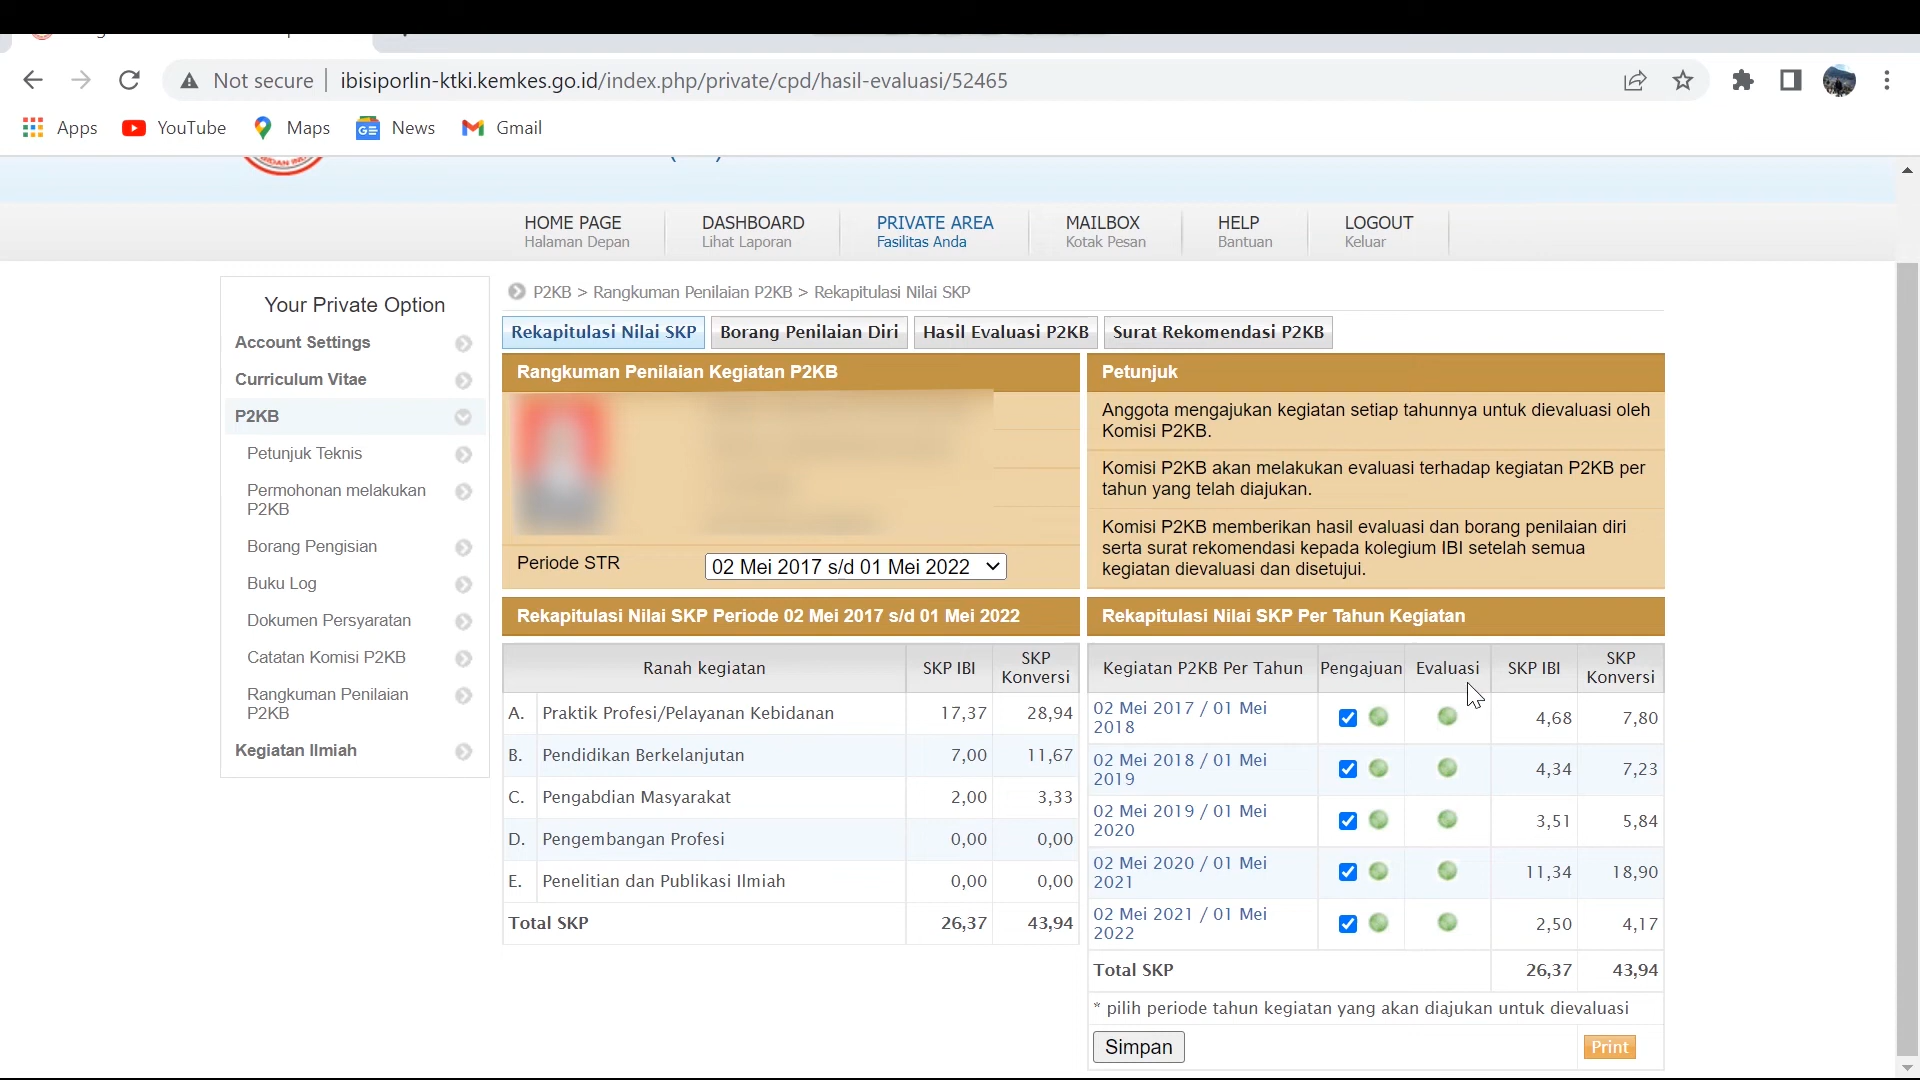 Not secure
ibisiporlin-ktki.kemkes.go.id/index.php/private/cpd/hasil-evaluasi/52465
Apps
YouTube
Maps
News
Gmail
HOME PAGE
Halaman Depan
DASHBOARD
Lihat Laporan
PRIVATE AREA
Fasilitas Anda
MAILBOX
Kotak Pesan
HELP
Bantuan
LOGOUT
Keluar
Your Private Option
Account Settings
Curriculum Vitae
P2KB
Petunjuk Teknis
Permohonan melakukan
P2KB
Borang Pengisian
Buku Log
Dokumen Persyaratan
Catatan Komisi P2KB
Rangkuman Penilaian
P2KB
Kegiatan Ilmiah
P2KB > Rangkuman Penilaian P2KB > Rekapitulasi Nilai SKP
Rekapitulasi Nilai SKP
Borang Penilaian Diri
Hasil Evaluasi P2KB
Surat Rekomendasi P2KB
Rangkuman Penilaian Kegiatan P2KB
Periode STR
02 Mei 2017 s/d 01 Mei 2022
Petunjuk
Anggota mengajukan kegiatan setiap tahunnya untuk dievaluasi oleh
Komisi P2KB.
Komisi P2KB akan melakukan evaluasi terhadap kegiatan P2KB per
tahun yang telah diajukan.
Komisi P2KB memberikan hasil evaluasi dan borang penilaian diri
serta surat rekomendasi kepada kolegium IBI setelah semua
kegiatan dievaluasi dan disetujui.
Rekapitulasi Nilai SKP Periode 02 Mei 2017 s/d 01 Mei 2022
Ranah kegiatan
SKP IBI
SKP
Konversi
A. Praktik Profesi/Pelayanan Kebidanan 17,37 28,94
B. Pendidikan Berkelanjutan 7,00 11,67
C. Pengabdian Masyarakat 2,00 3,33
D. Pengembangan Profesi 0,00 0,00
E. Penelitian dan Publikasi Ilmiah 0,00 0,00
Total SKP 26,37 43,94
Rekapitulasi Nilai SKP Per Tahun Kegiatan
Kegiatan P2KB Per Tahun
Pengajuan
Evaluasi
SKP IBI
SKP
Konversi
02 Mei 2017 / 01 Mei
2018
4,68 7,80
02 Mei 2018 / 01 Mei
2019
4,34 7,23
02 Mei 2019 / 01 Mei
2020
3,51 5,84
02 Mei 2020 / 01 Mei
2021
11,34 18,90
02 Mei 2021 / 01 Mei
2022
2,50 4,17
Total SKP 26,37 43,94
* pilih periode tahun kegiatan yang akan diajukan untuk dievaluasi
Simpan
Print